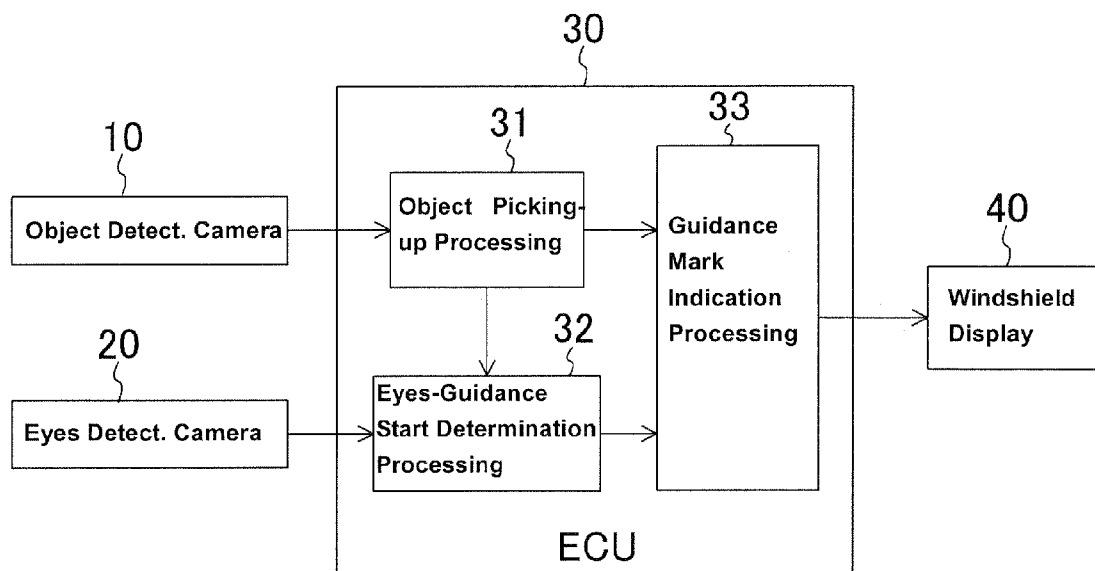 30
10
31
33
Object Detect. Camera
Object Picking-
up Processing
Guidance
Mark
Indication
Processing
40
Windshield
Display
20
32
Eyes Detect. Camera
Eyes-Guidance
Start Determination
Processing
ECU